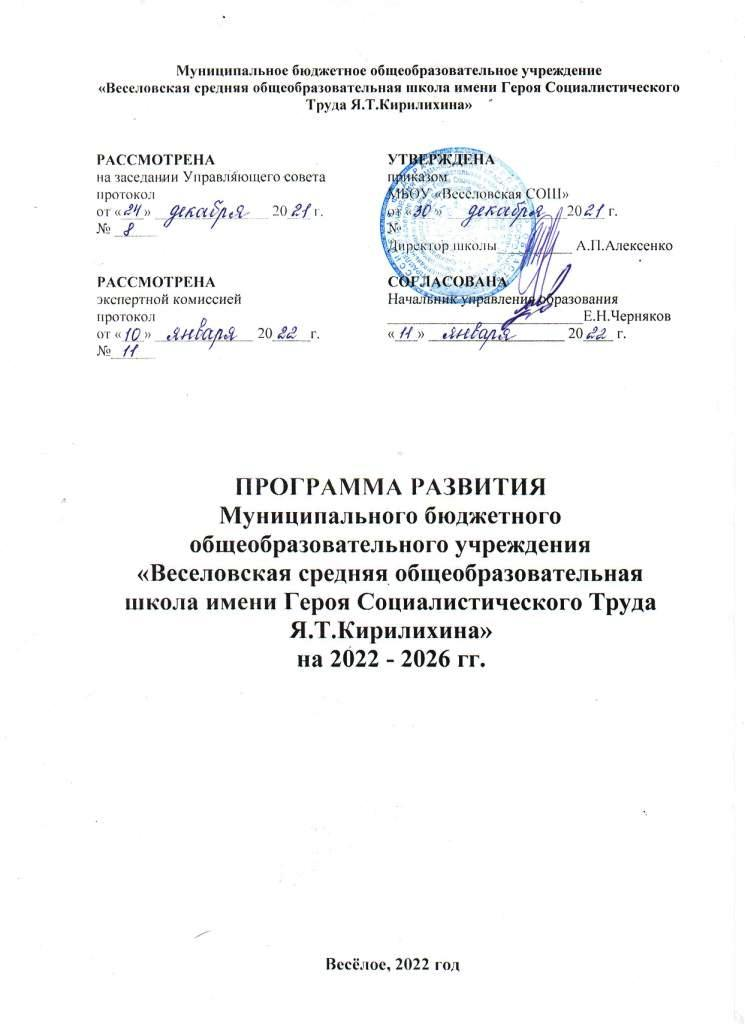 Муниципальное бюджетное общеобразовательное учреждение
«Веселовская средняя общеобразовательная школа имени Героя Социалистического
Труда Я.Т.Кирилихина»
РАССМОТРЕНА
на заседании Управляющего совета
протокол
от «24» декабря 2021 г.
№ 8
УТВЕРЖДЕНА
приказом
МБОУ «Веселовская СОШ»
от «30» декабря 2021 г.
№
Директор школы А.П.Алексенко
РАССМОТРЕНА
экспертной комиссией
протокол
от «10» января 2022 г.
№ 11
СОГЛАСОВАНА
Начальник управления образования
Е.Н.Черняков
«11» января 2022 г.
ПРОГРАММА РАЗВИТИЯ
Муниципального бюджетного
общеобразовательного учреждения
«Веселовская средняя общеобразовательная
школа имени Героя Социалистического Труда
Я.Т.Кирилихина»
на 2022 - 2026 гг.
Весёлое, 2022 год